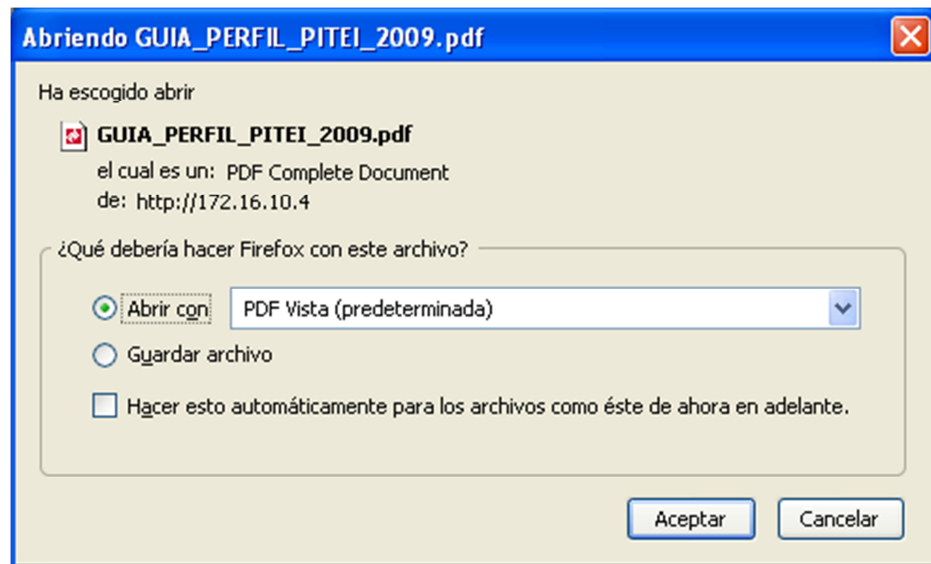 Abriendo GUIA_PERFIL_PITEI_2009.pdf
Ha escogido abrir
GUIA_PERFIL_PITEI_2009.pdf
el cual es un: PDF Complete Document
de: http://172.16.10.4
¿Qué debería hacer Firefox con este archivo?
Abrir con PDF Vista (predeterminada)
Guardar archivo
Hacer esto automáticamente para los archivos como éste de ahora en adelante.
Aceptar Cancelar